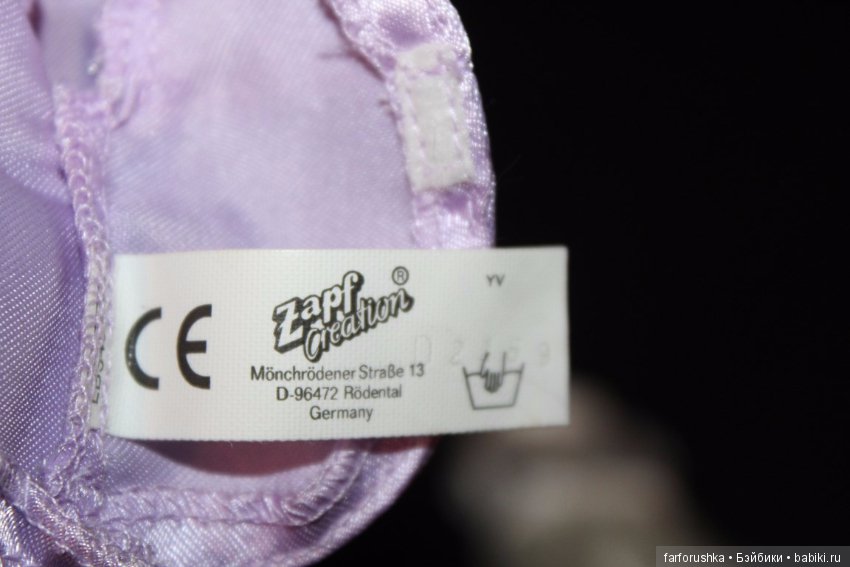 CE
Zapf
Creation ®
Mönchrödener Straße 13
D-96472 Rödental
Germany
YV
farforushka • Бэйбики • babiki.ru